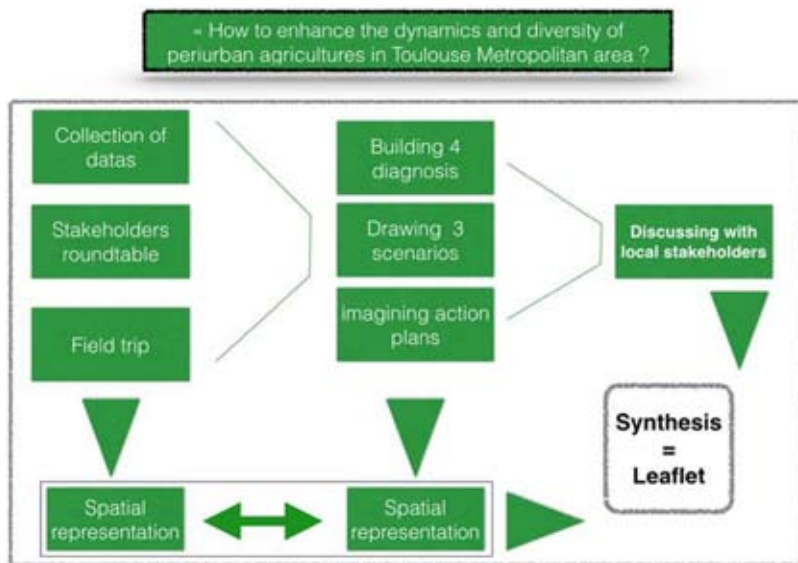 « How to enhance the dynamics and diversity of
periurban agricultures in Toulouse Metropolitan area ?
Collection of
datas
Stakeholders
roundtable
Field trip
Building 4
diagnosis
Drawing 3
scenarios
imagining action
plans
Discussing with
local stakeholders
Synthesis
=
Leaflet
Spatial
representation
Spatial
representation